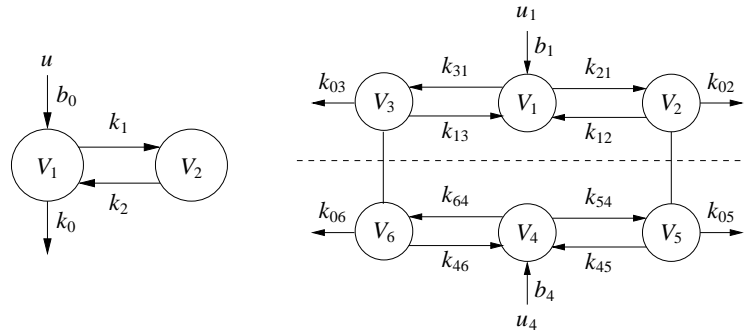 u
b₀
k₁
V₁
V₂
k₂
k₀
u₁
b₁
k₀₃
k₃₁
k₂₁
k₀₂
V₃
V₁
V₂
k₁₃
k₁₂
k₀₆
k₆₄
k₅₄
k₀₅
V₆
V₄
V₅
k₄₆
k₄₅
b₄
u₄